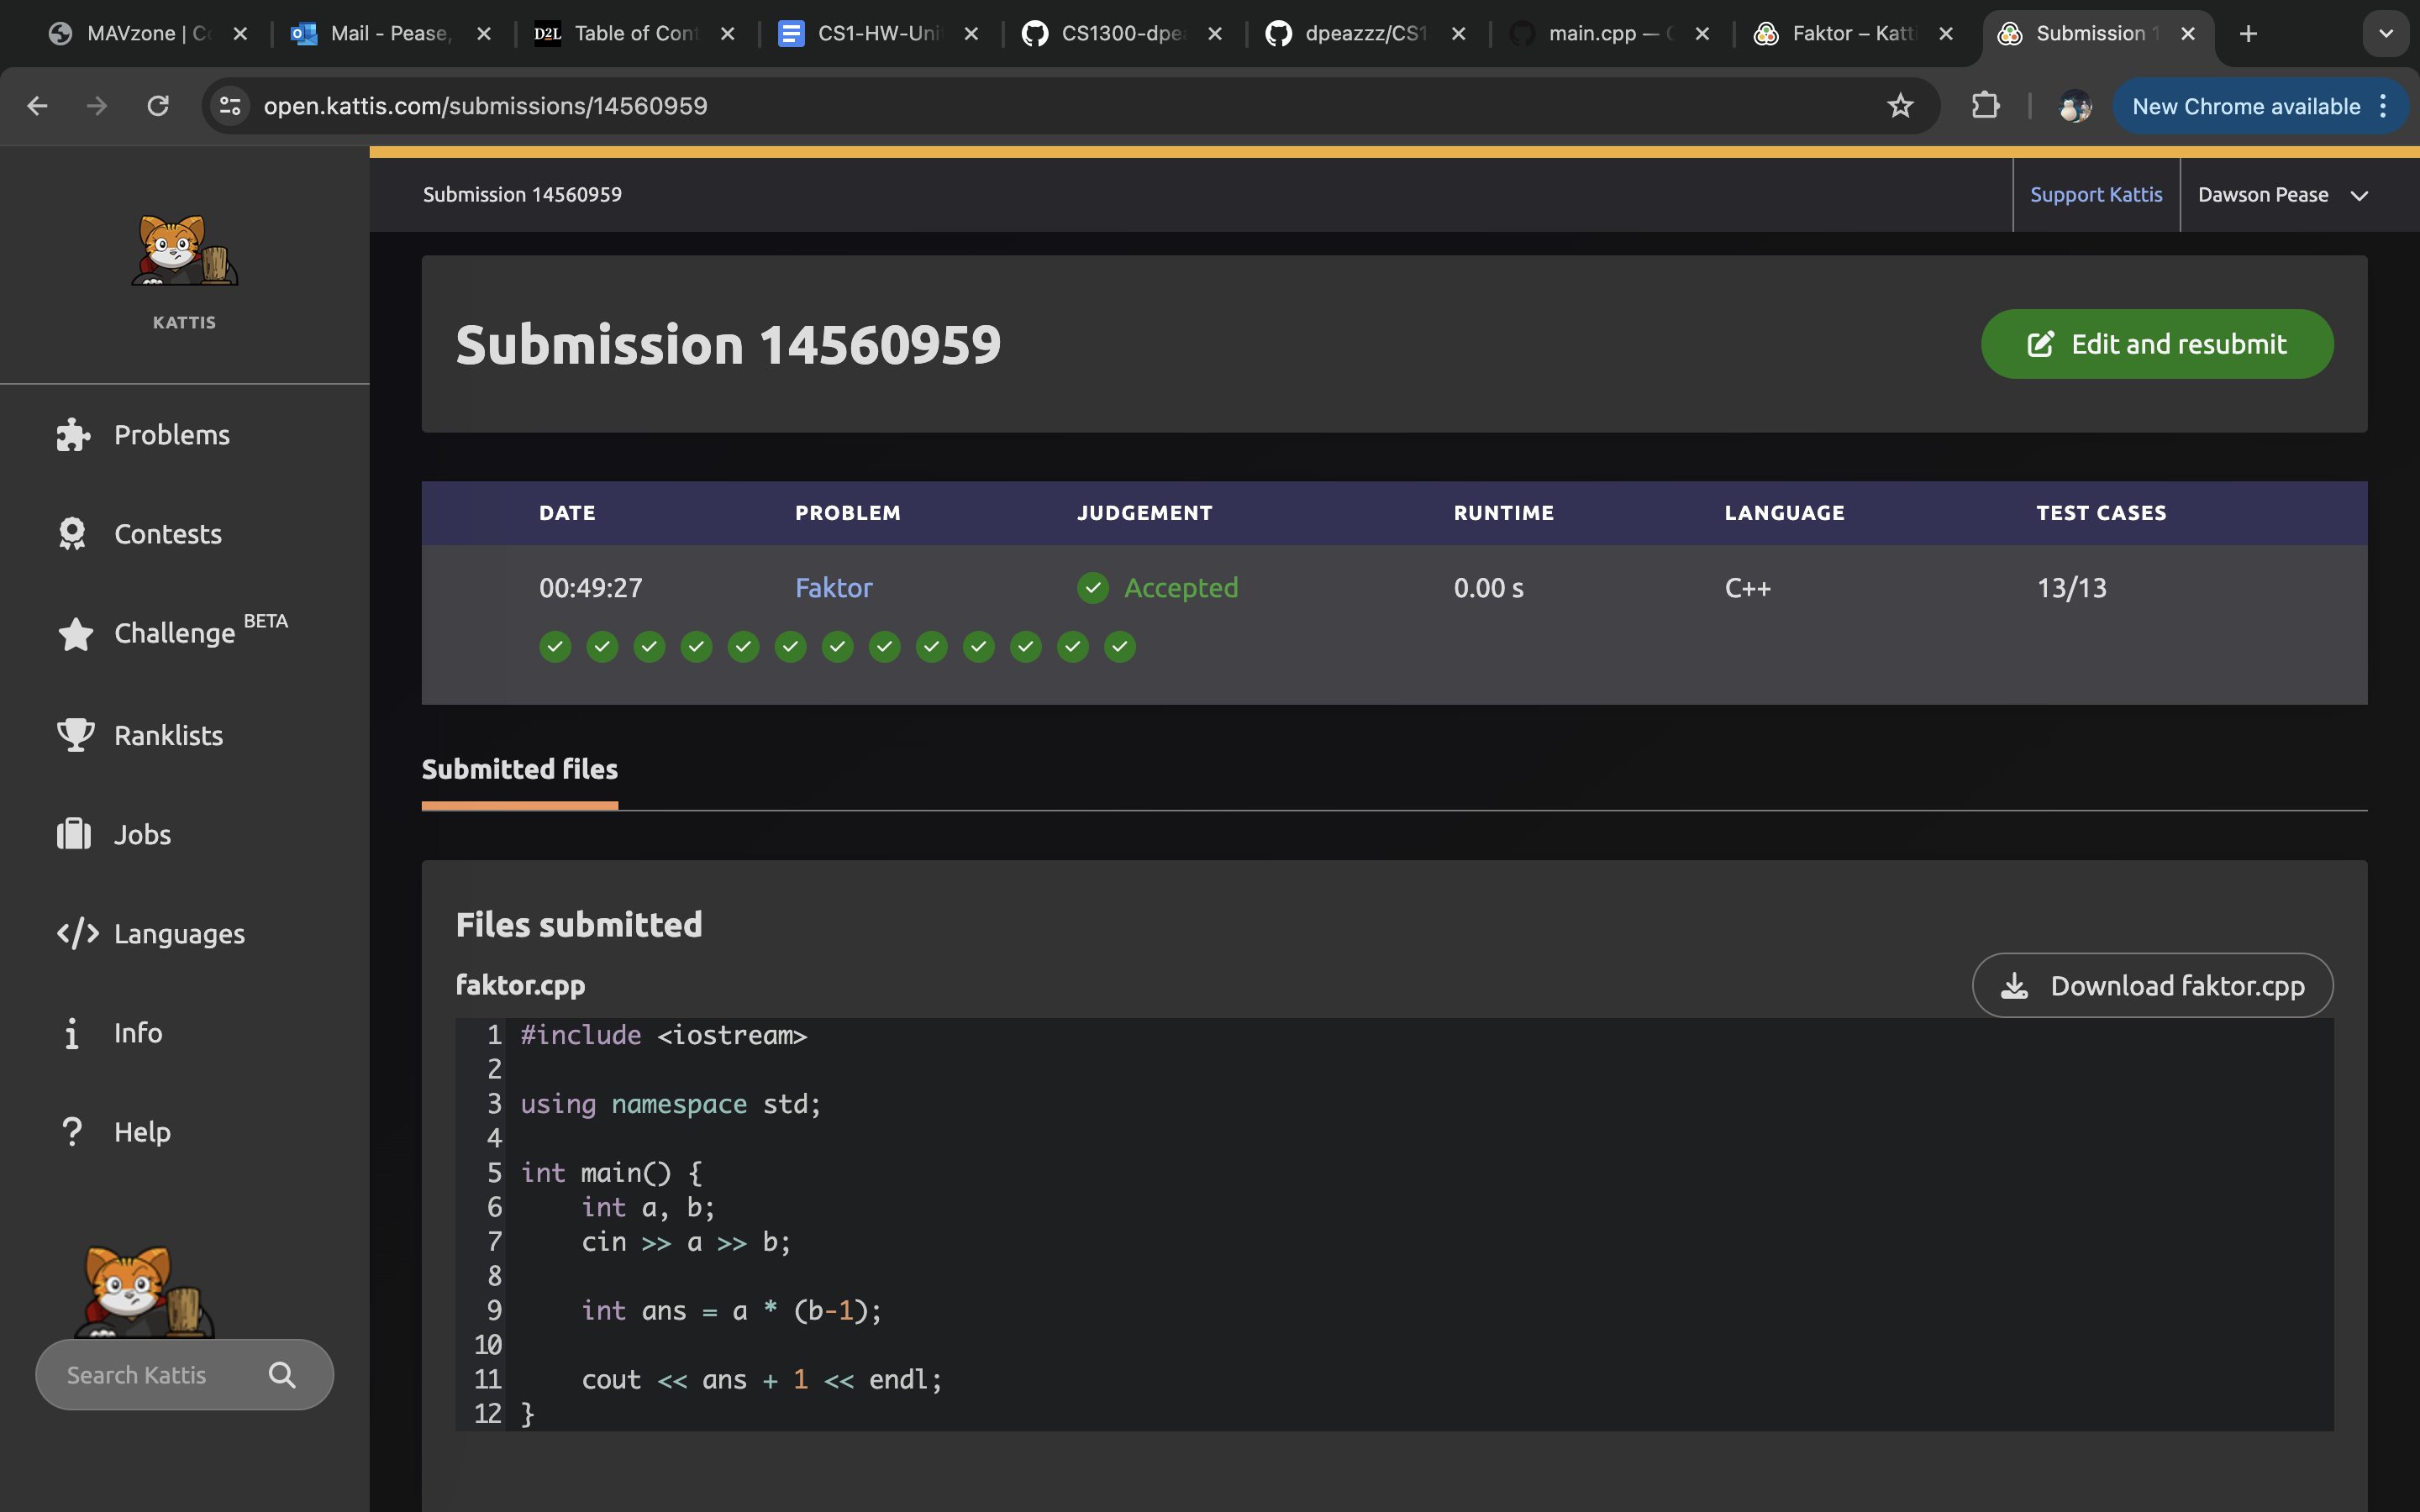 MAVzone | Co
Mail - Pease,
D2L Table of Cont
CS1-HW-Uni
CS1300-dpea
dpeazzz/CS1
main.cpp —
Faktor – Katti
Submission 1
open.kattis.com/submissions/14560959
New Chrome available
Submission 14560959
Support Kattis
Dawson Pease
KATTIS
Problems
Contests
Challenge BETA
Ranklists
Jobs
Languages
Info
Help
Search Kattis
Submission 14560959
Edit and resubmit
DATE PROBLEM JUDGEMENT RUNTIME LANGUAGE TEST CASES
00:49:27 Faktor Accepted 0.00 s C++ 13/13
Submitted files
Files submitted
faktor.cpp
Download faktor.cpp
1 #include <iostream>
2
3 using namespace std;
4
5 int main() {
6     int a, b;
7     cin >> a >> b;
8
9     int ans = a * (b-1);
10
11     cout << ans + 1 << endl;
12 }